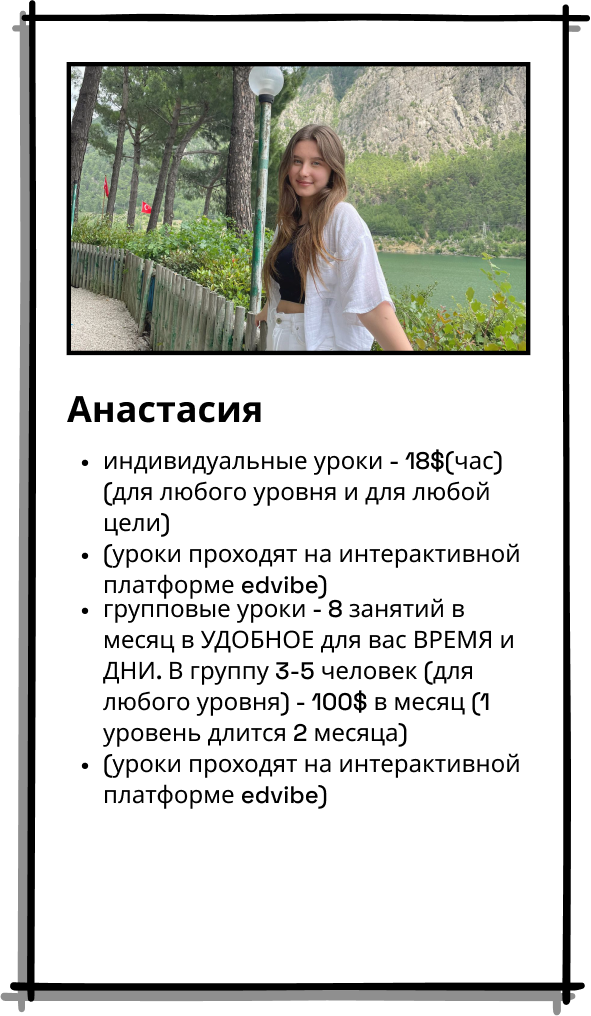 Анастасия
• индивидуальные уроки - 18$(час)
(для любого уровня и для любой
цели)
• (уроки проходят на интерактивной
платформе edvibe)
• групповые уроки - 8 занятий в
месяц в УДОБНОЕ для вас ВРЕМЯ и
ДНИ. В группу 3-5 человек (для
любого уровня) - 100$ в месяц (1
уровень длится 2 месяца)
• (уроки проходят на интерактивной
платформе edvibe)